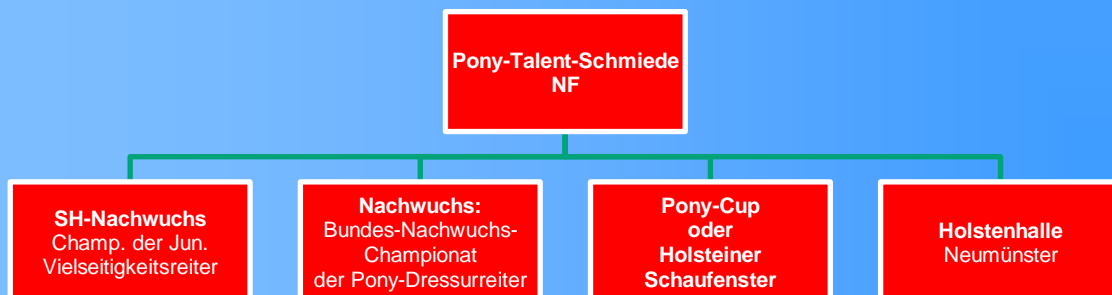 Pony-Talent-Schmiede
NF
SH-Nachwuchs
Champ. der Jun.
Vielseitigkeitsreiter
Nachwuchs:
Bundes-Nachwuchs-
Championat
der Pony-Dressurreiter
Pony-Cup
oder
Holsteiner
Schaufenster
Holstenhalle
Neumünster